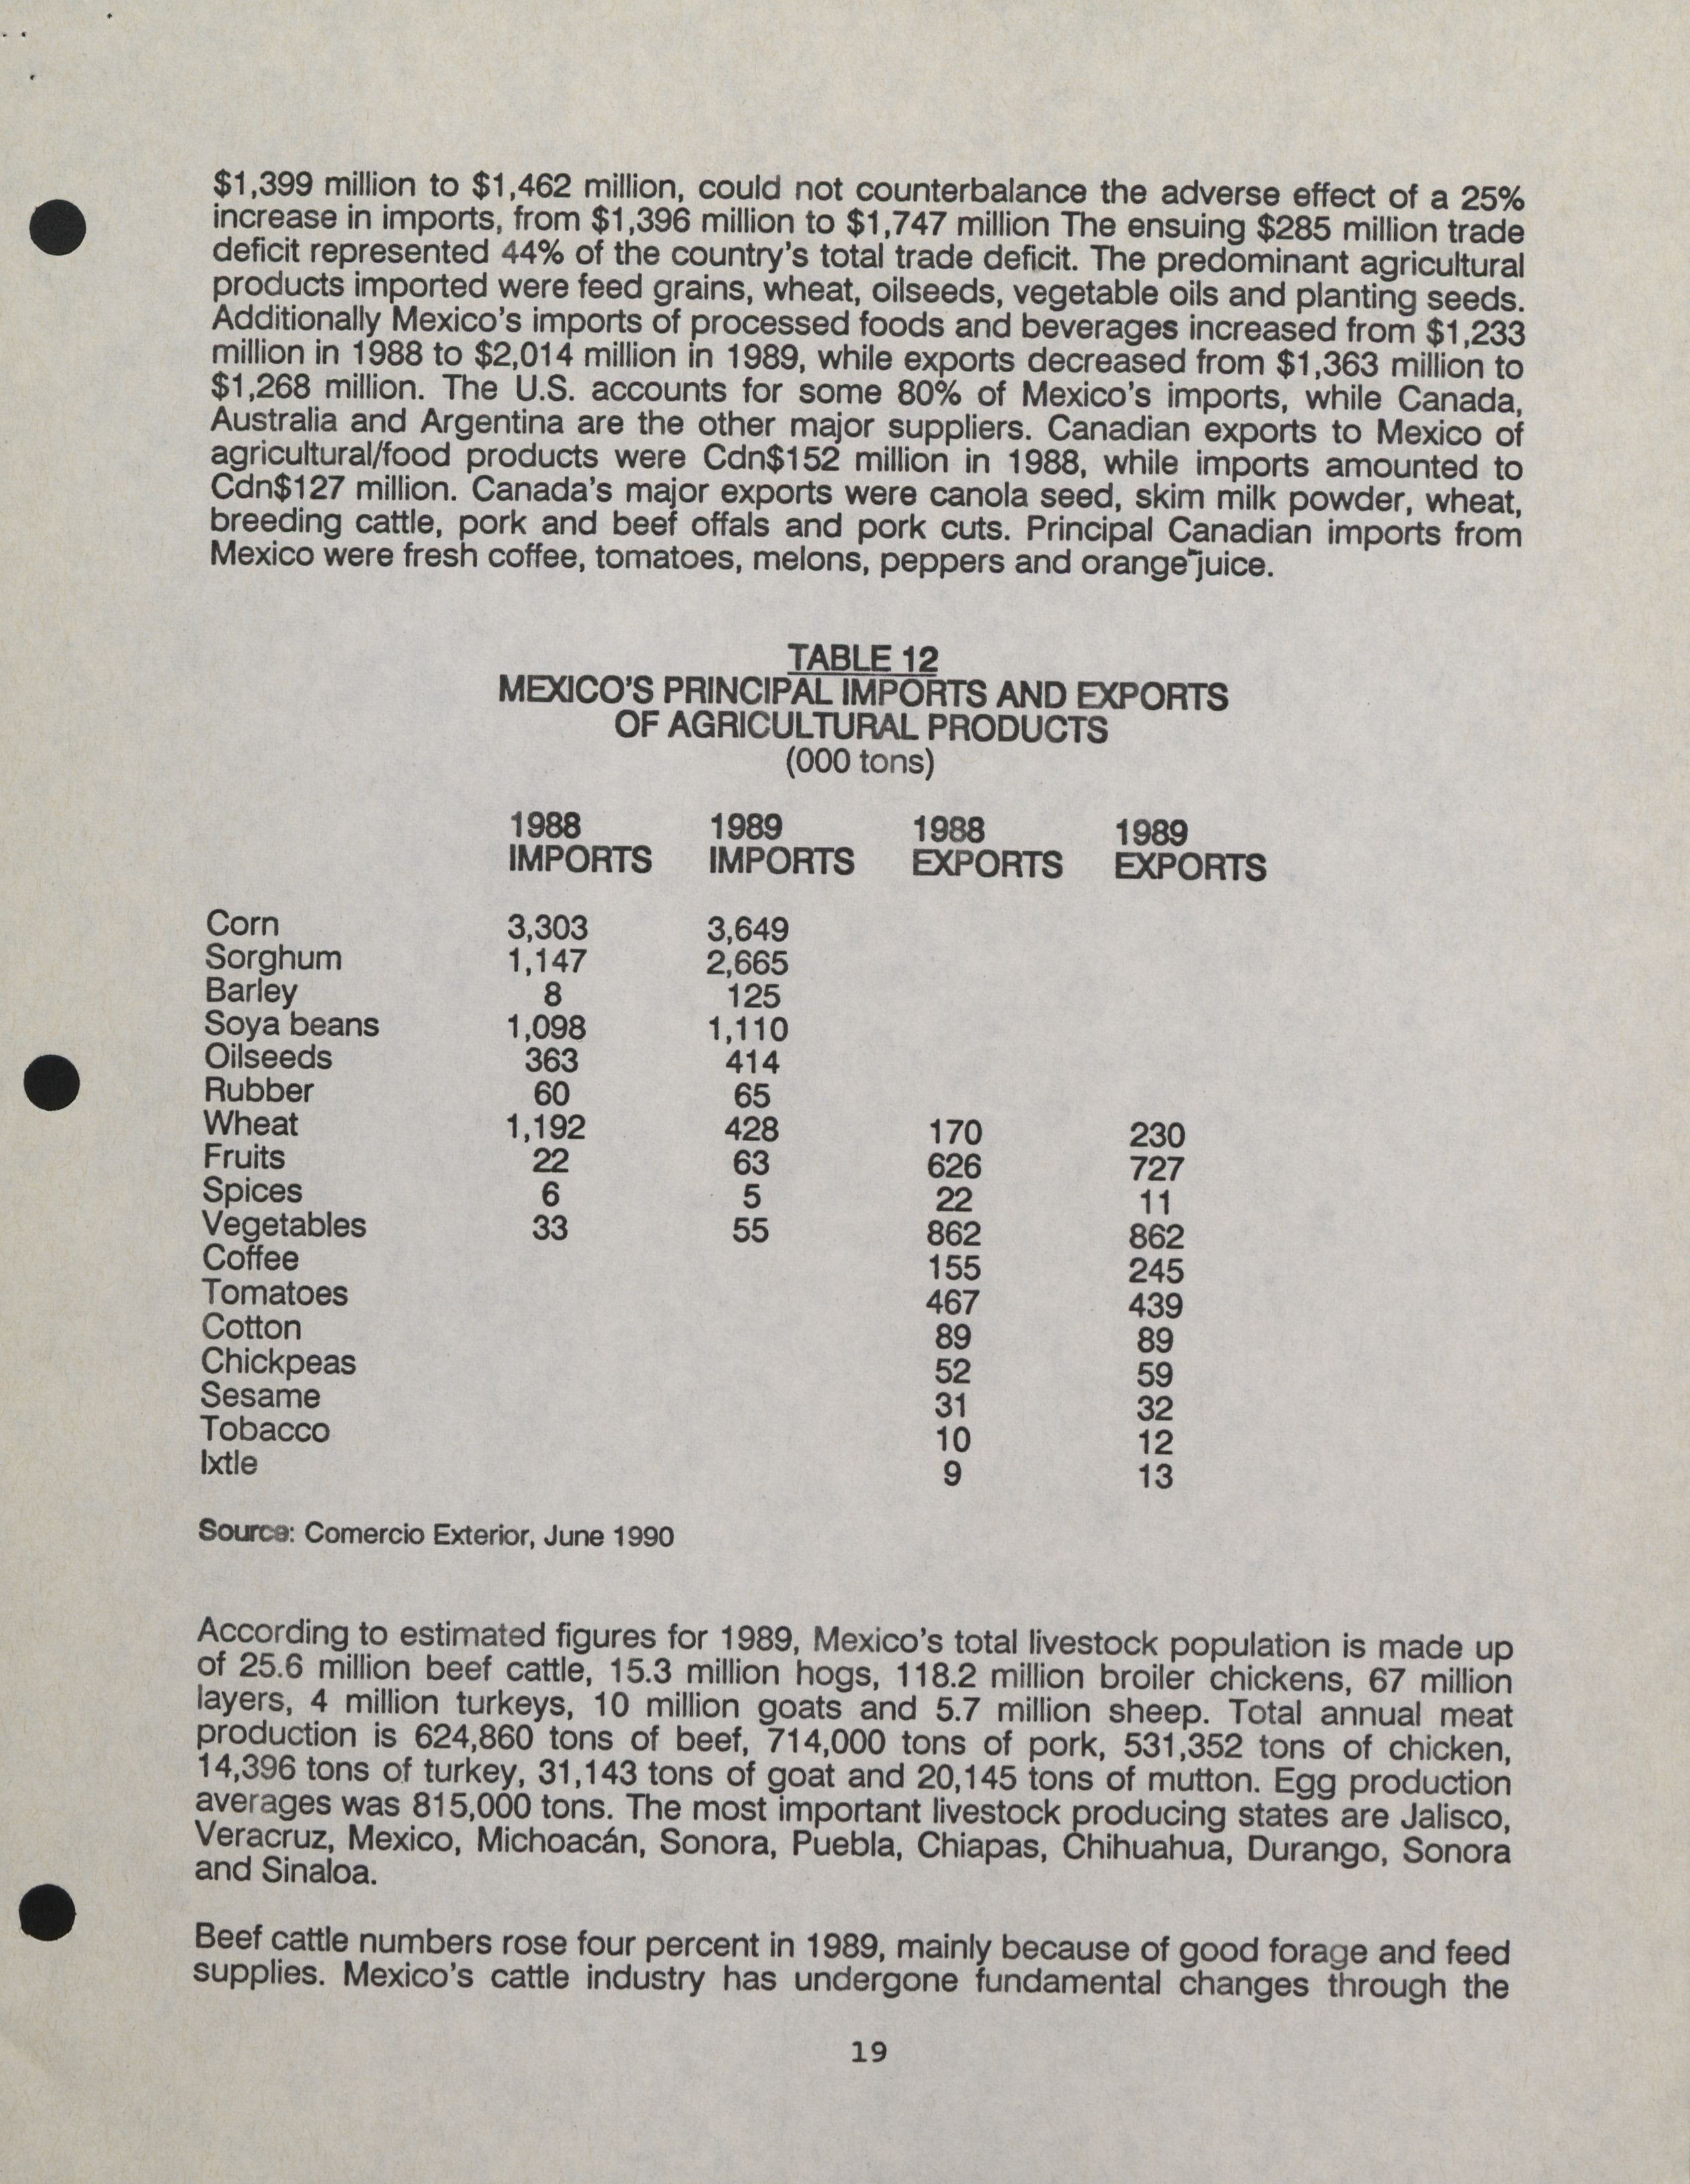 $1,399 million to $1,462 million, could not counterbalance the adverse effect of a 25%
increase in imports, from $1,396 million to $1,747 million The ensuing $285 million trade
deficit represented 44% of the country's total trade deficit. The predominant agricultural
products imported were feed grains, wheat, oilseeds, vegetable oils and planting seeds.
Additionally Mexico's imports of processed foods and beverages increased from $1,233
million in 1988 to $2,014 million in 1989, while exports decreased from $1,363 million to
$1,268 million. The U.S. accounts for some 80% of Mexico's imports, while Canada,
Australia and Argentina are the other major suppliers. Canadian exports to Mexico of
agricultural/food products were Cdn$152 million in 1988, while imports amounted to
Cdn$127 million. Canada's major exports were canola seed, skim milk powder, wheat,
breeding cattle, pork and beef offals and pork cuts. Principal Canadian imports from
Mexico were fresh coffee, tomatoes, melons, peppers and orange juice.
TABLE 12
MEXICO'S PRINCIPAL IMPORTS AND EXPORTS
OF AGRICULTURAL PRODUCTS
(000 tons)
1988 1989 1988 1989
IMPORTS IMPORTS EXPORTS EXPORTS
Corn 3,303 3,649
Sorghum 1,147 2,665
Barley 8 125
Soya beans 1,098 1,110
Oilseeds 363 414
Rubber 60 65
Wheat 1,192 428 170 230
Fruits 22 63 626 727
Spices 6 5 22 11
Vegetables 33 55 862 862
Coffee 155 245
Tomatoes 467 439
Cotton 89 89
Chickpeas 52 59
Sesame 31 32
Tobacco 10 12
Ixtle 9 13
Source: Comercio Exterior, June 1990
According to estimated figures for 1989, Mexico's total livestock population is made up
of 25.6 million beef cattle, 15.3 million hogs, 118.2 million broiler chickens, 67 million
layers, 4 million turkeys, 10 million goats and 5.7 million sheep. Total annual meat
production is 624,860 tons of beef, 714,000 tons of pork, 531,352 tons of chicken,
14,396 tons of turkey, 31,143 tons of goat and 20,145 tons of mutton. Egg production
averages was 815,000 tons. The most important livestock producing states are Jalisco,
Veracruz, Mexico, Michoacán, Sonora, Puebla, Chiapas, Chihuahua, Durango, Sonora
and Sinaloa.
Beef cattle numbers rose four percent in 1989, mainly because of good forage and feed
supplies. Mexico's cattle industry has undergone fundamental changes through the
19